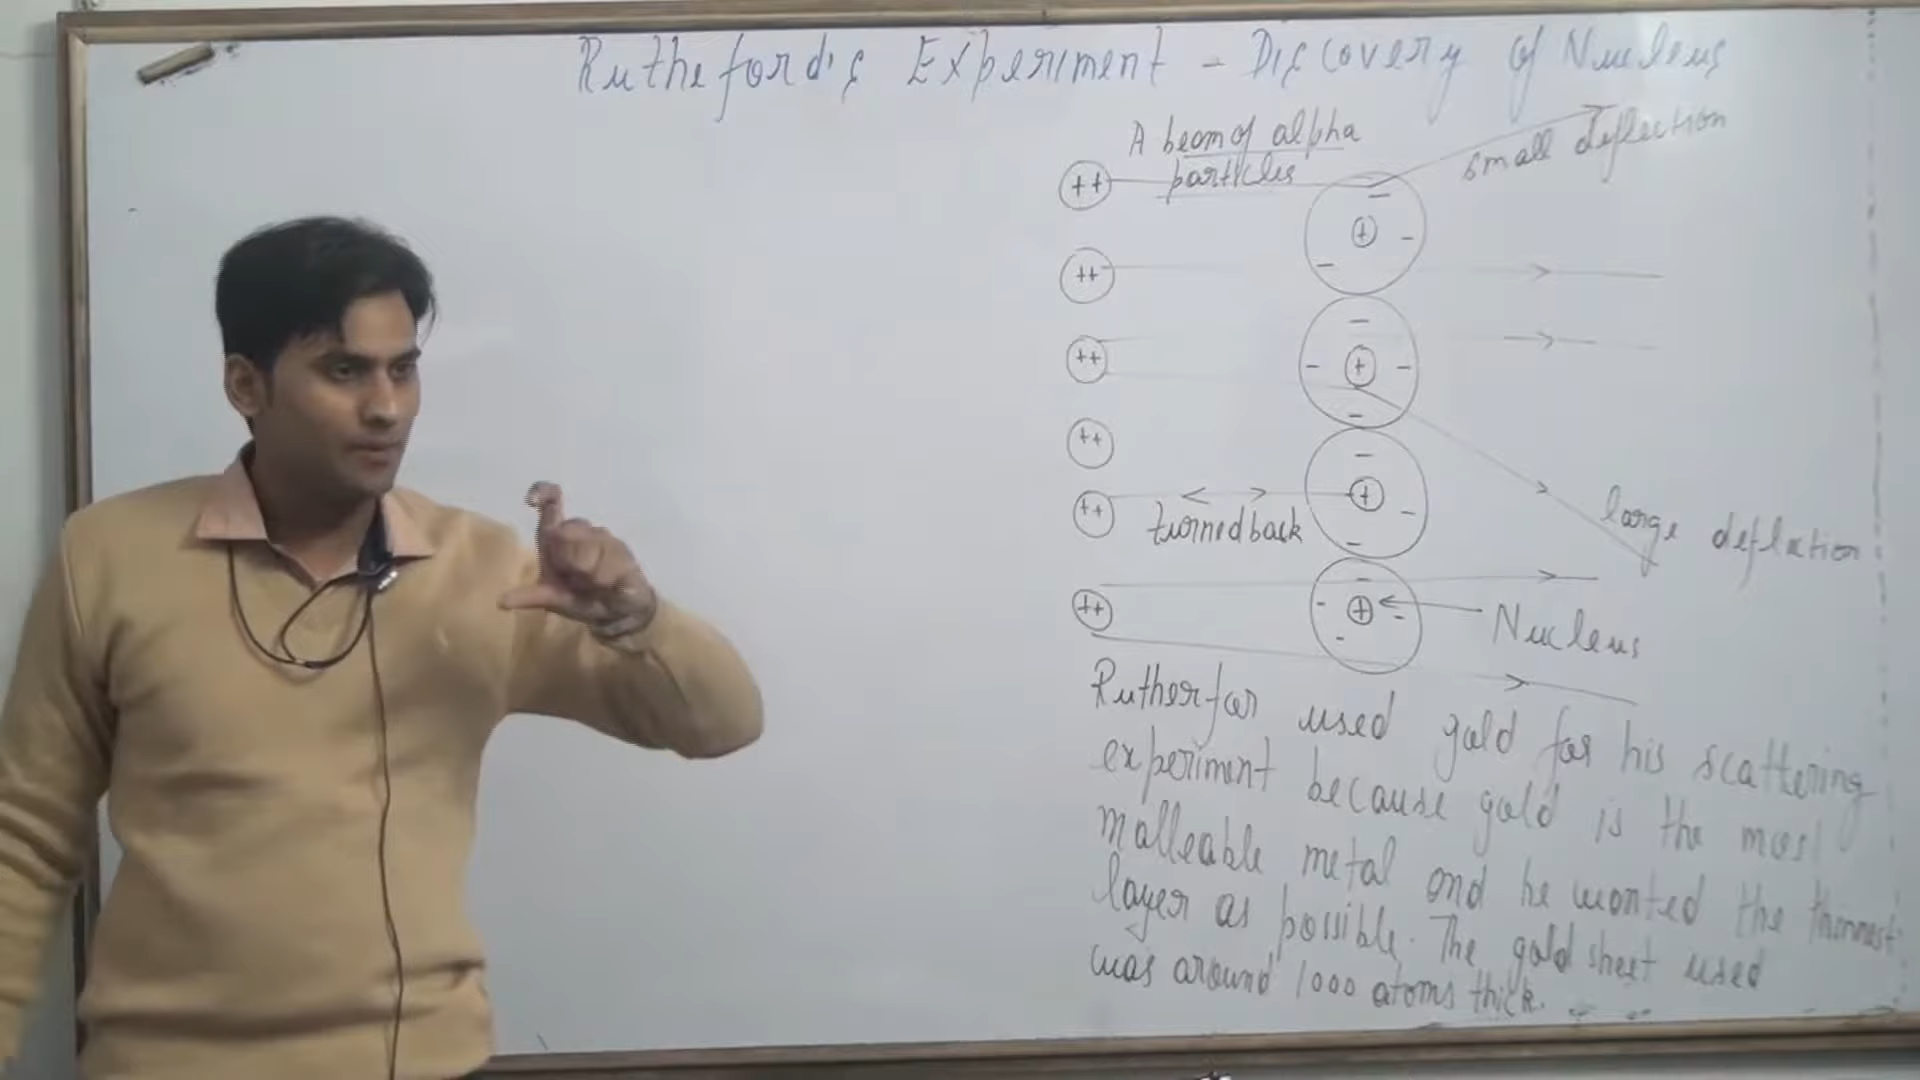 Rutheford's Experiment - Discovery of Nucleus
A beam of alpha
particles
small deflection
++
++
++
++
++
++
turned back
large deflection
Nucleus
Rutherfor used gold for his scattering
experiment because gold is the most
malleable metal and he wanted the thinnest
layer as possible. The gold sheet used
was around 1000 atoms thick.